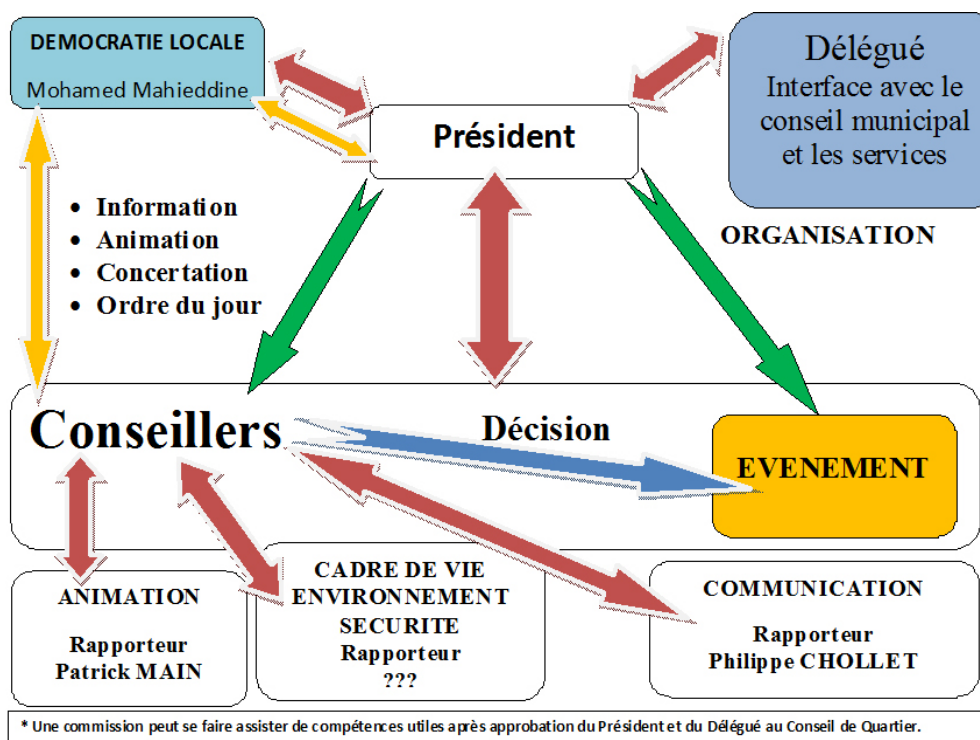 DEMOCRATIE LOCALE
Mohamed Mahieddine
Président
Délégué
Interface avec le
conseil municipal
et les services
• Information
• Animation
• Concertation
• Ordre du jour
ORGANISATION
Conseillers
Décision
EVENEMENT
ANIMATION
Rapporteur
Patrick MAIN
CADRE DE VIE
ENVIRONNEMENT
SECURITE
Rapporteur
???
COMMUNICATION
Rapporteur
Philippe CHOLLET
* Une commission peut se faire assister de compétences utiles après approbation du Président et du Délégué au Conseil de Quartier.